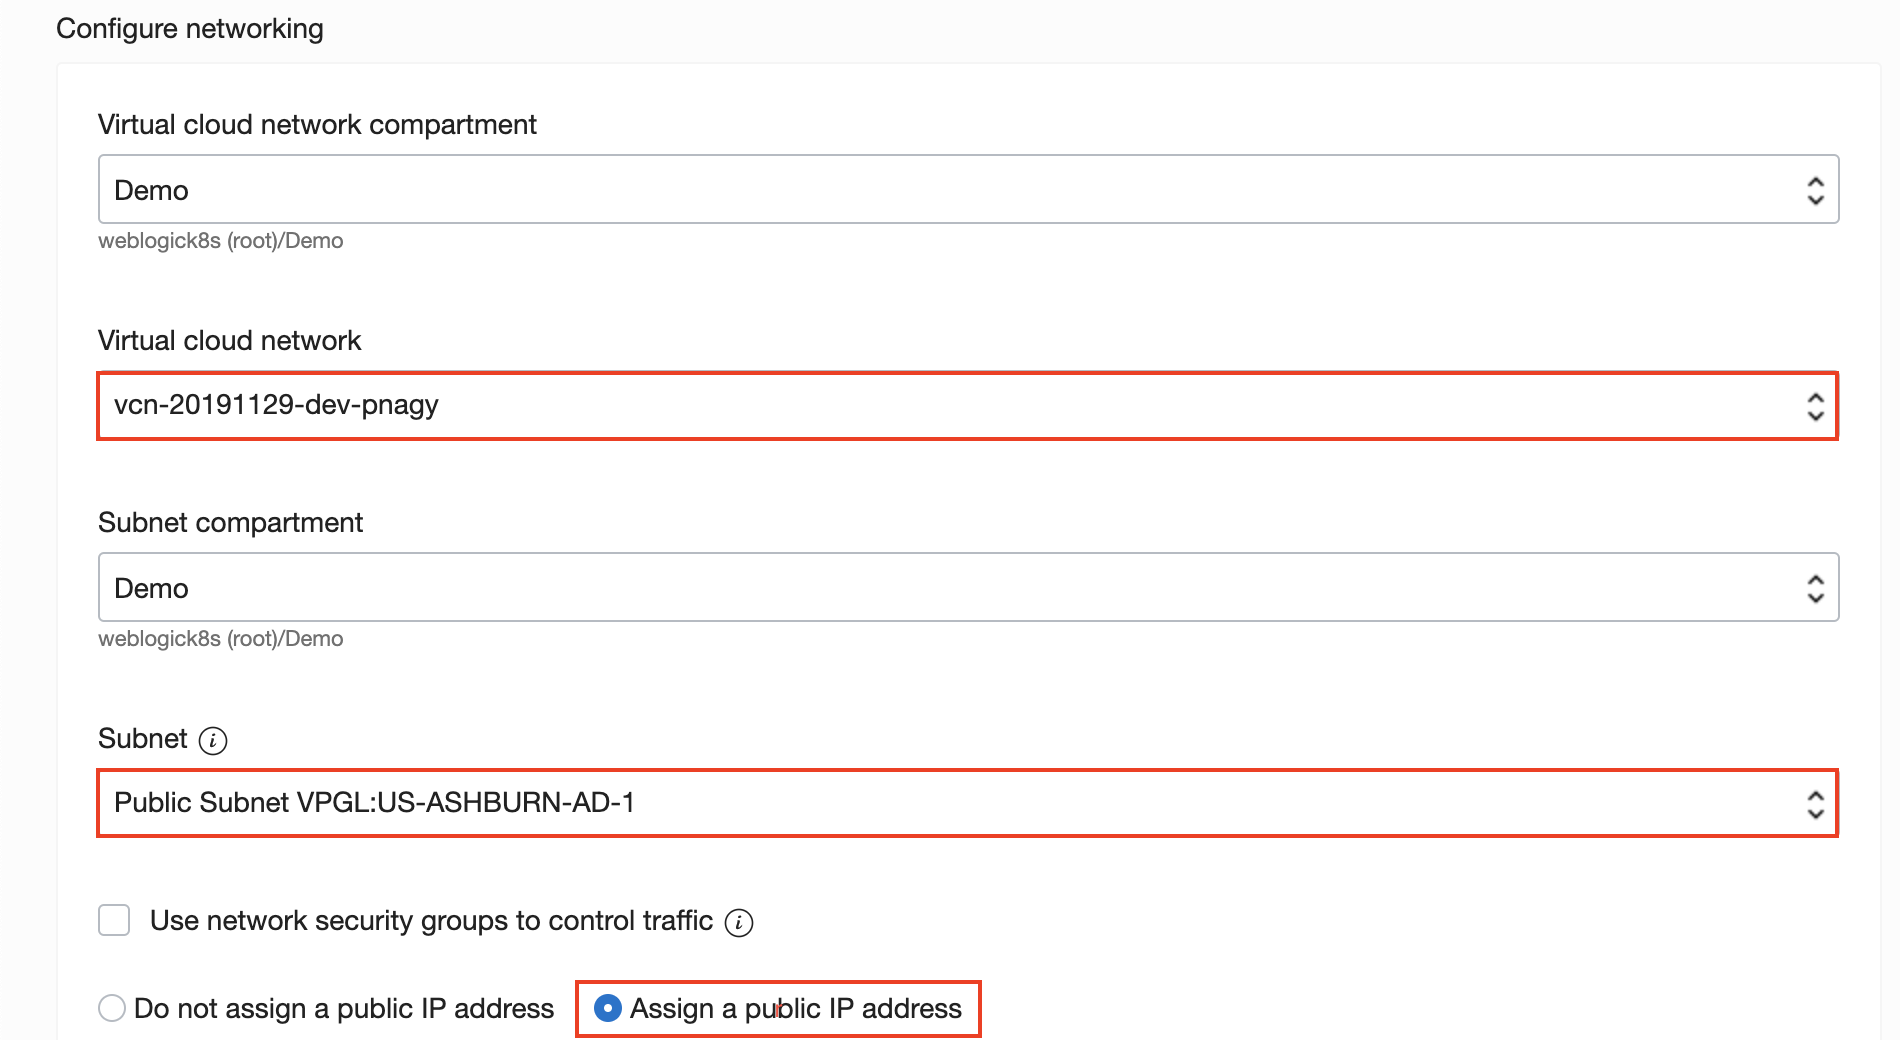 Configure networking
Virtual cloud network compartment
Demo
weblogick8s (root)/Demo
Virtual cloud network
vcn-20191129-dev-pnagy
Subnet compartment
Demo
weblogick8s (root)/Demo
Subnet i
Public Subnet VPGL:US-ASHBURN-AD-1
Use network security groups to control traffic i
Do not assign a public IP address Assign a public IP address